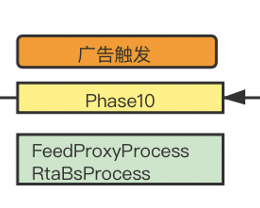 广告触发
Phase10
FeedProxyProcess
RtaBsProcess